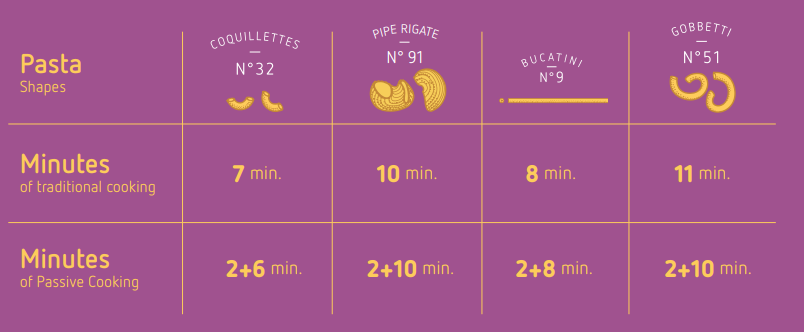 Pasta
Shapes
COQUILLETTES
N°32
PIPE RIGATE
N° 91
BUCATINI
N°9
GOBBETTI
N°51
Minutes
of traditional cooking
7 min.
10 min.
8 min.
11 min.
Minutes
of Passive Cooking
2+6 min.
2+10 min.
2+8 min.
2+10 min.